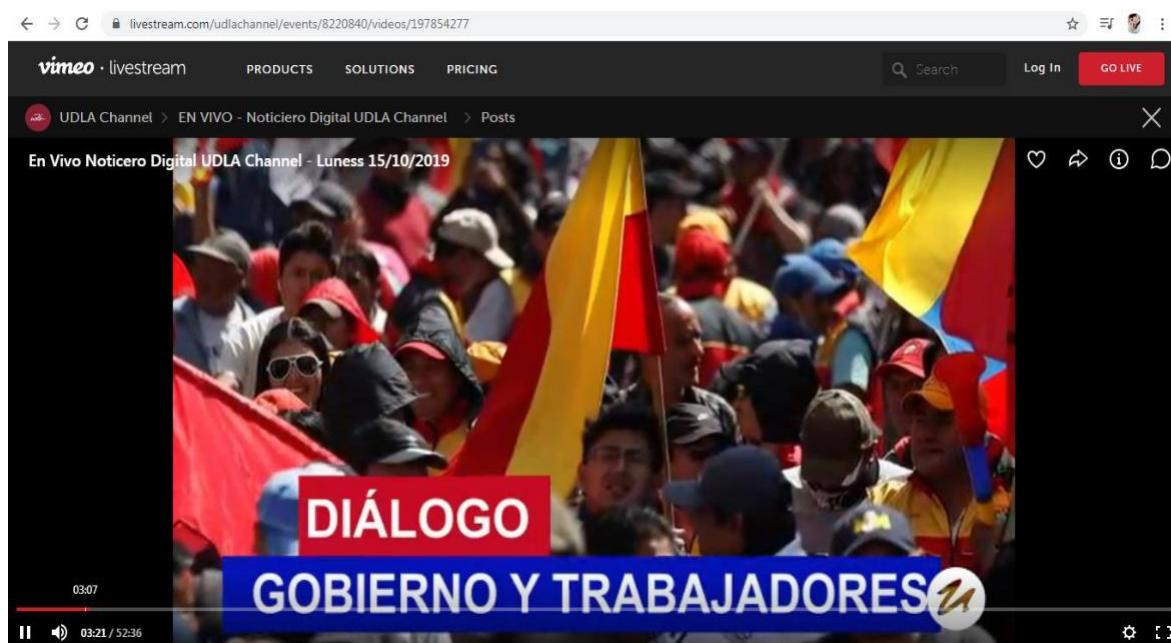 livestream.com/udlachannel/events/8220840/videos/197854277
vimeo · livestream PRODUCTS SOLUTIONS PRICING Search Log In GO LIVE
UDLA Channel > EN VIVO - Noticiero Digital UDLA Channel > Posts
En Vivo Noticero Digital UDLA Channel - Luness 15/10/2019
DIÁLOGO
GOBIERNO Y TRABAJADORES
03:07
03:21 / 52:36